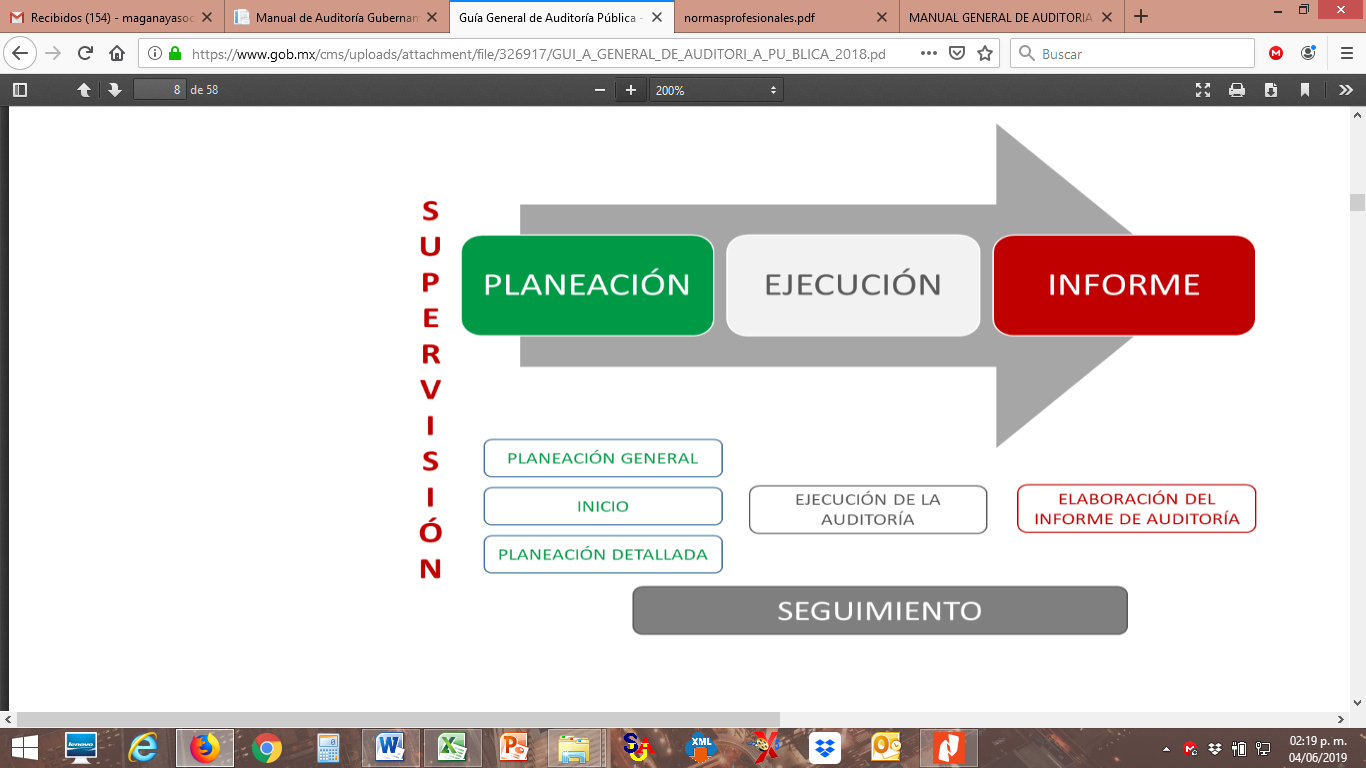 Recibidos (154) - maganayasoc
Manual de Auditoría Gubernam
Guía General de Auditoría Pública -
normasprofesionales.pdf
MANUAL GENERAL DE AUDITORIA
https://www.gob.mx/cms/uploads/attachment/file/326917/GUI_A_GENERAL_DE_AUDITORI_A_PU_BLICA_2018.pd
Buscar
8 de 58
200%
SUPERVISIÓN
PLANEACIÓN
EJECUCIÓN
INFORME
PLANEACIÓN GENERAL
INICIO
PLANEACIÓN DETALLADA
EJECUCIÓN DE LA
AUDITORÍA
ELABORACIÓN DEL
INFORME DE AUDITORÍA
SEGUIMIENTO
02:19 p. m.
04/06/2019